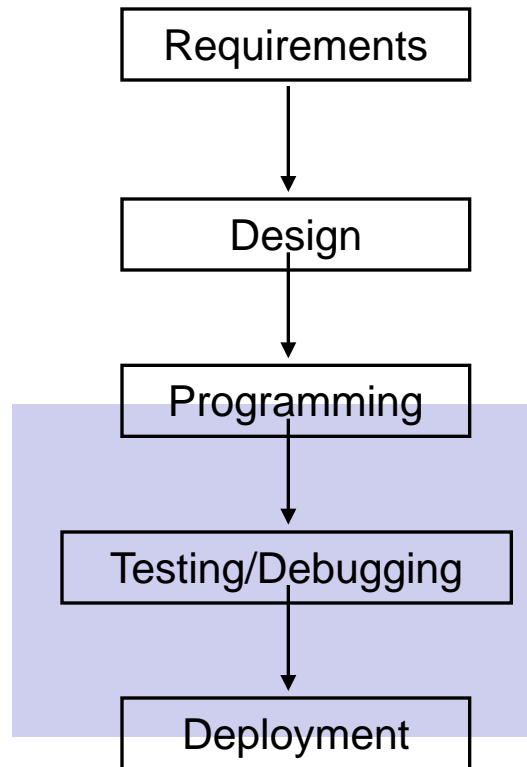 Requirements
Design
Programming
Testing/Debugging
Deployment